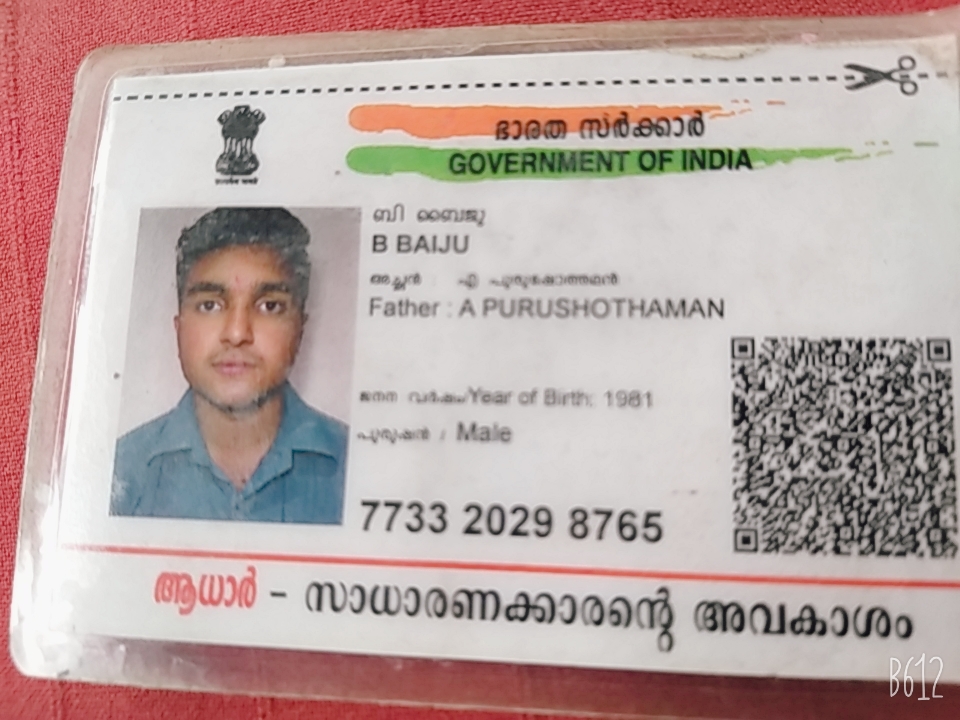 ഭാരത സർക്കാർ
GOVERNMENT OF INDIA
ബി ബൈജു
B BAIJU
അച്ഛൻ : എ പുരുഷോത്തമൻ
Father : A PURUSHOTHAMAN
ജനന വർഷം/Year of Birth: 1981
പുരുഷൻ / Male
7733 2029 8765
ആധാർ - സാധാരണക്കാരന്റെ അവകാശം
B612